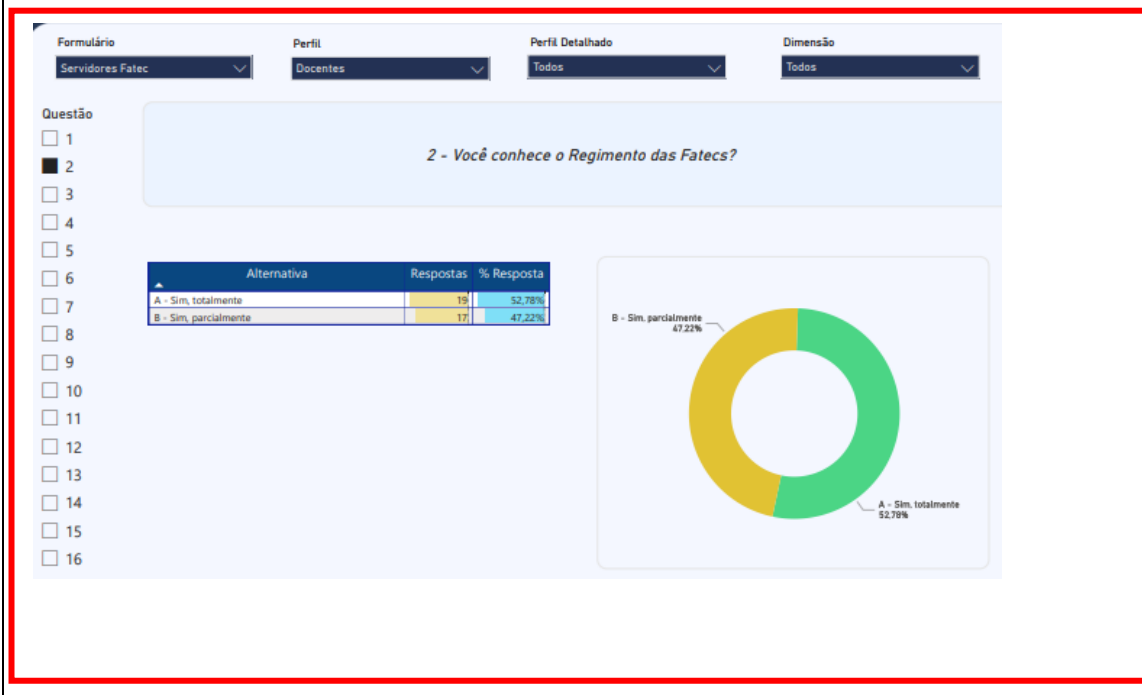 Formulário Perfil Perfil Detalhado Dimensão
Servidores Fatec Docentes Todos Todos
Questão
1
2
3
4
5
6
7
8
9
10
11
12
13
14
15
16
2 - Você conhece o Regimento das Fatecs?
Alternativa Respostas % Resposta
A - Sim, totalmente 19 52,78%
B - Sim, parcialmente 17 47,22%
B - Sim, parcialmente
47,22%
A - Sim, totalmente
52,78%